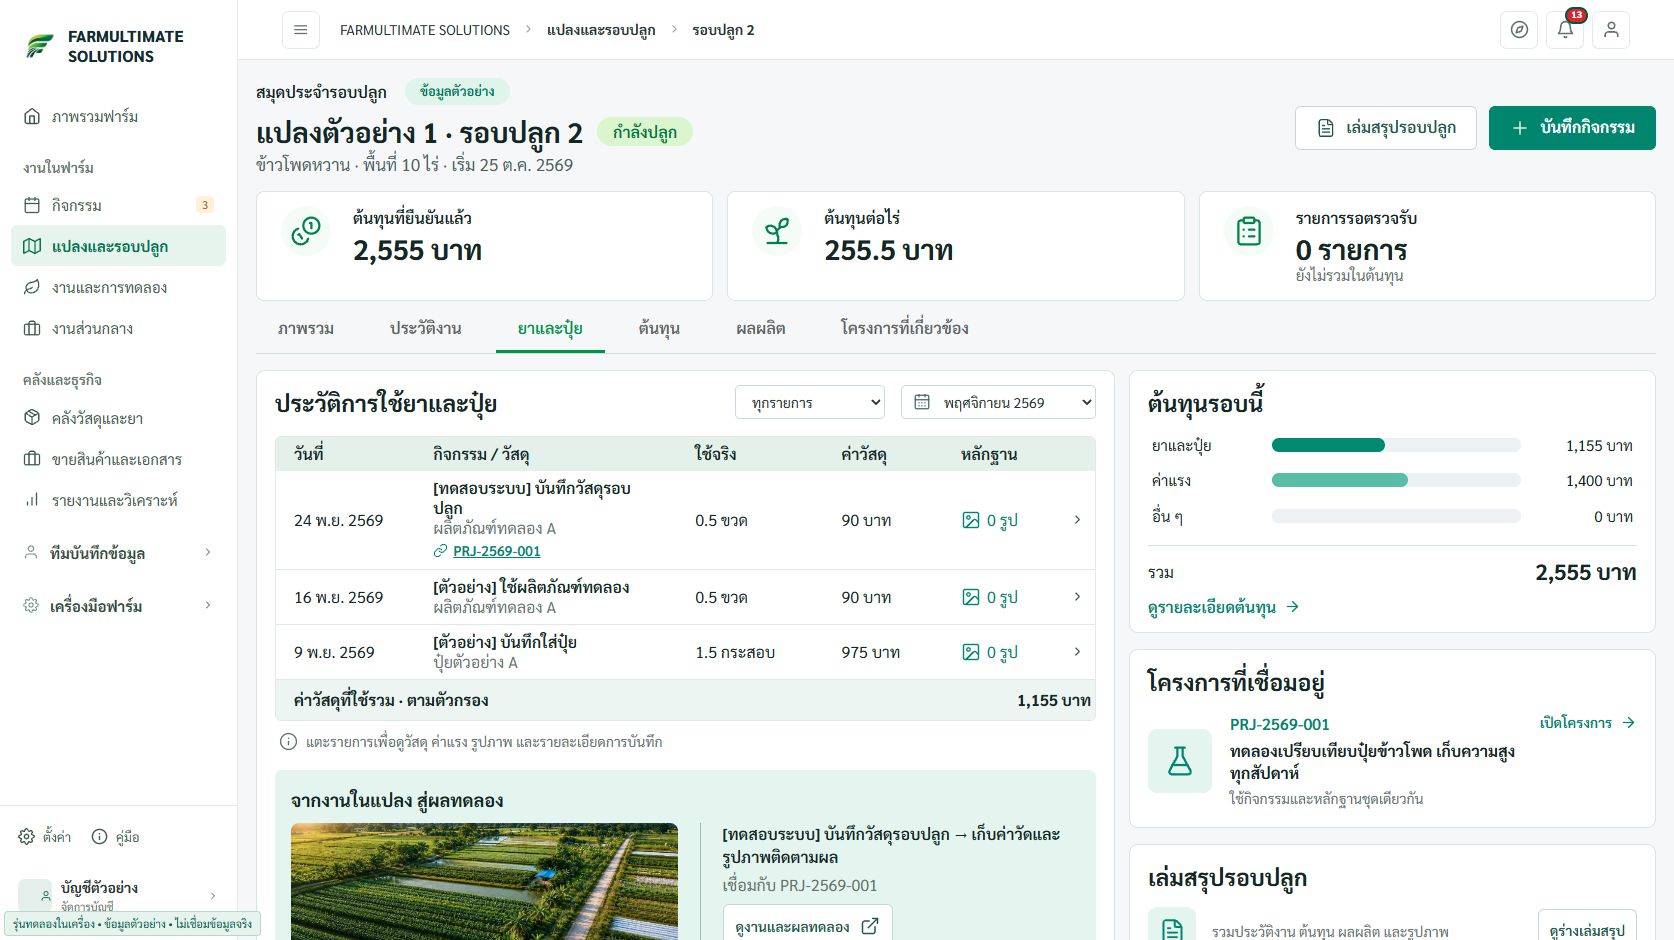 FARMULTIMATE
SOLUTIONS
ภาพรวมฟาร์ม
งานในฟาร์ม
กิจกรรม 3
แปลงและรอบปลูก
งานและการทดลอง
งานส่วนกลาง
คลังและธุรกิจ
คลังวัสดุและยา
ขายสินค้าและเอกสาร
รายงานและวิเคราะห์
ทีมบันทึกข้อมูล
เครื่องมือฟาร์ม
ตั้งค่า คู่มือ
บัญชีตัวอย่าง
จัดการบัญชี
รุ่นทดลองในเครื่อง • ข้อมูลตัวอย่าง • ไม่เชื่อมข้อมูลจริง
FARMULTIMATE SOLUTIONS > แปลงและรอบปลูก > รอบปลูก 2
13
สมุดประจำรอบปลูก ข้อมูลตัวอย่าง
แปลงตัวอย่าง 1 · รอบปลูก 2 กำลังปลูก
ข้าวโพดหวาน · พื้นที่ 10 ไร่ · เริ่ม 25 ต.ค. 2569
เล่มสรุปรอบปลูก
+ บันทึกกิจกรรม
ต้นทุนที่ยืนยันแล้ว
2,555 บาท
ต้นทุนต่อไร่
255.5 บาท
รายการรอตรวจรับ
0 รายการ
ยังไม่รวมในต้นทุน
ภาพรวม ประวัติงาน ยาและปุ๋ย ต้นทุน ผลผลิต โครงการที่เกี่ยวข้อง
ประวัติการใช้ยาและปุ๋ย ทุกรายการ พฤศจิกายน 2569
วันที่ กิจกรรม / วัสดุ ใช้จริง ค่าวัสดุ หลักฐาน
24 พ.ย. 2569 [ทดสอบระบบ] บันทึกวัสดุรอบ
ปลูก
ผลิตภัณฑ์ทดลอง A 0.5 ขวด 90 บาท 0 รูป
PRJ-2569-001
16 พ.ย. 2569 [ตัวอย่าง] ใช้ผลิตภัณฑ์ทดลอง
ผลิตภัณฑ์ทดลอง A 0.5 ขวด 90 บาท 0 รูป
9 พ.ย. 2569 [ตัวอย่าง] บันทึกใส่ปุ๋ย
ปุ๋ยตัวอย่าง A 1.5 กระสอบ 975 บาท 0 รูป
ค่าวัสดุที่ใช้รวม · ตามตัวกรอง 1,155 บาท
แตะรายการเพื่อดูวัสดุ ค่าแรง รูปภาพ และรายละเอียดการบันทึก
จากงานในแปลง สู่ผลทดลอง
[ทดสอบระบบ] บันทึกวัสดุรอบปลูก → เก็บค่าวัดและ
รูปภาพติดตามผล
เชื่อมกับ PRJ-2569-001
ดูงานและผลทดลอง
ต้นทุนรอบนี้
ยาและปุ๋ย 1,155 บาท
ค่าแรง 1,400 บาท
อื่น ๆ 0 บาท
รวม 2,555 บาท
ดูรายละเอียดต้นทุน →
โครงการที่เชื่อมอยู่
PRJ-2569-001 เปิดโครงการ →
ทดลองเปรียบเทียบปุ๋ยข้าวโพด เก็บความสูง
ทุกสัปดาห์
ใช้กิจกรรมและหลักฐานชุดเดียวกัน
เล่มสรุปรอบปลูก
รวมประวัติงาน ต้นทุน ผลผลิต และรูปภาพ ดูร่างเล่มสรุป